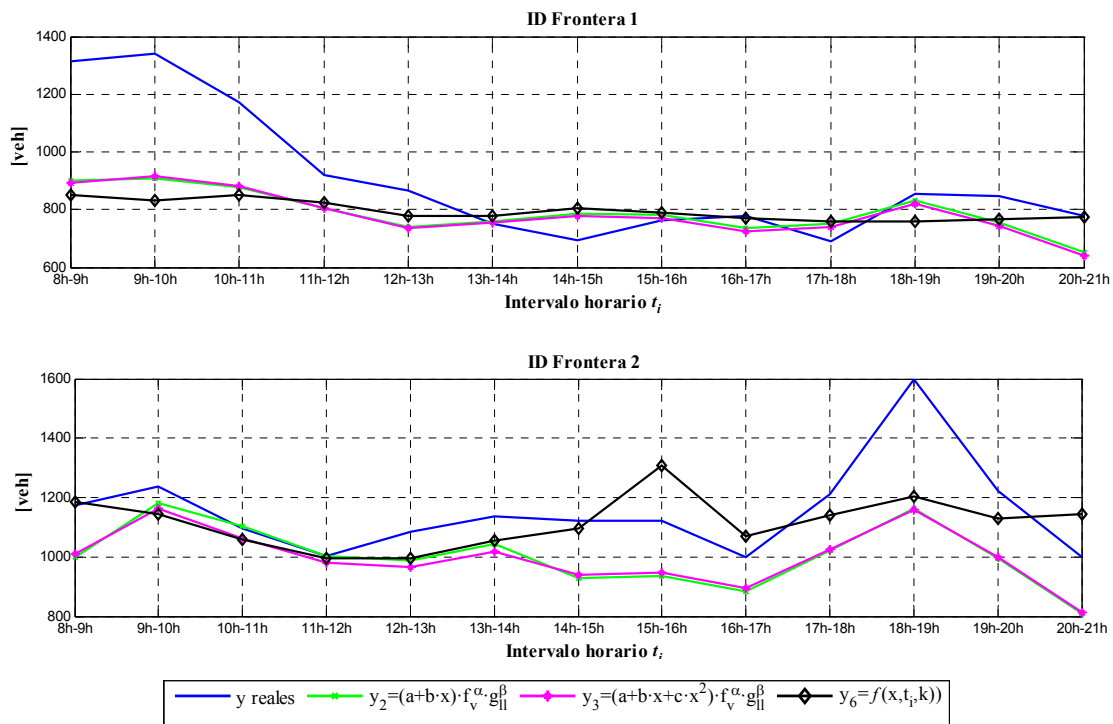 ID Frontera 1
[veh]
1400
1200
1000
800
600
8h-9h 9h-10h 10h-11h 11h-12h 12h-13h 13h-14h 14h-15h 15h-16h 16h-17h 17h-18h 18h-19h 19h-20h 20h-21h
Intervalo horario t_i
ID Frontera 2
[veh]
1600
1400
1200
1000
800
8h-9h 9h-10h 10h-11h 11h-12h 12h-13h 13h-14h 14h-15h 15h-16h 16h-17h 17h-18h 18h-19h 19h-20h 20h-21h
Intervalo horario t_i
y reales y_2=(a+b·x)·f_v^α·g_ll^β y_3=(a+b·x+c·x^2)·f_v^α·g_ll^β y_6=f(x,t_i,k))